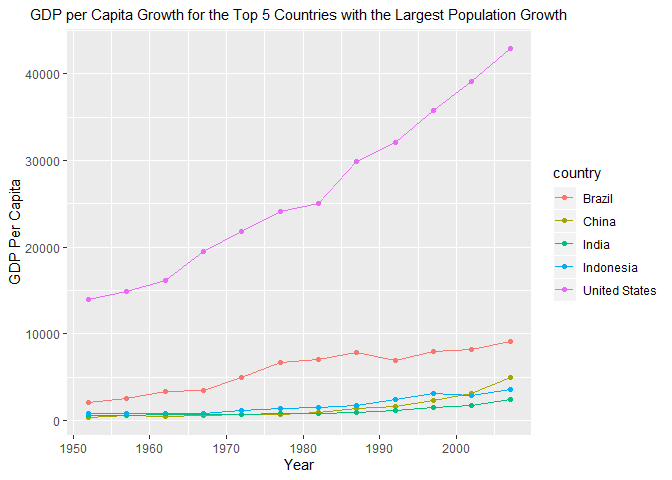 GDP per Capita Growth for the Top 5 Countries with the Largest Population Growth
GDP Per Capita
40000
30000
20000
10000
0
1950 1960 1970 1980 1990 2000
Year
country
Brazil
China
India
Indonesia
United States